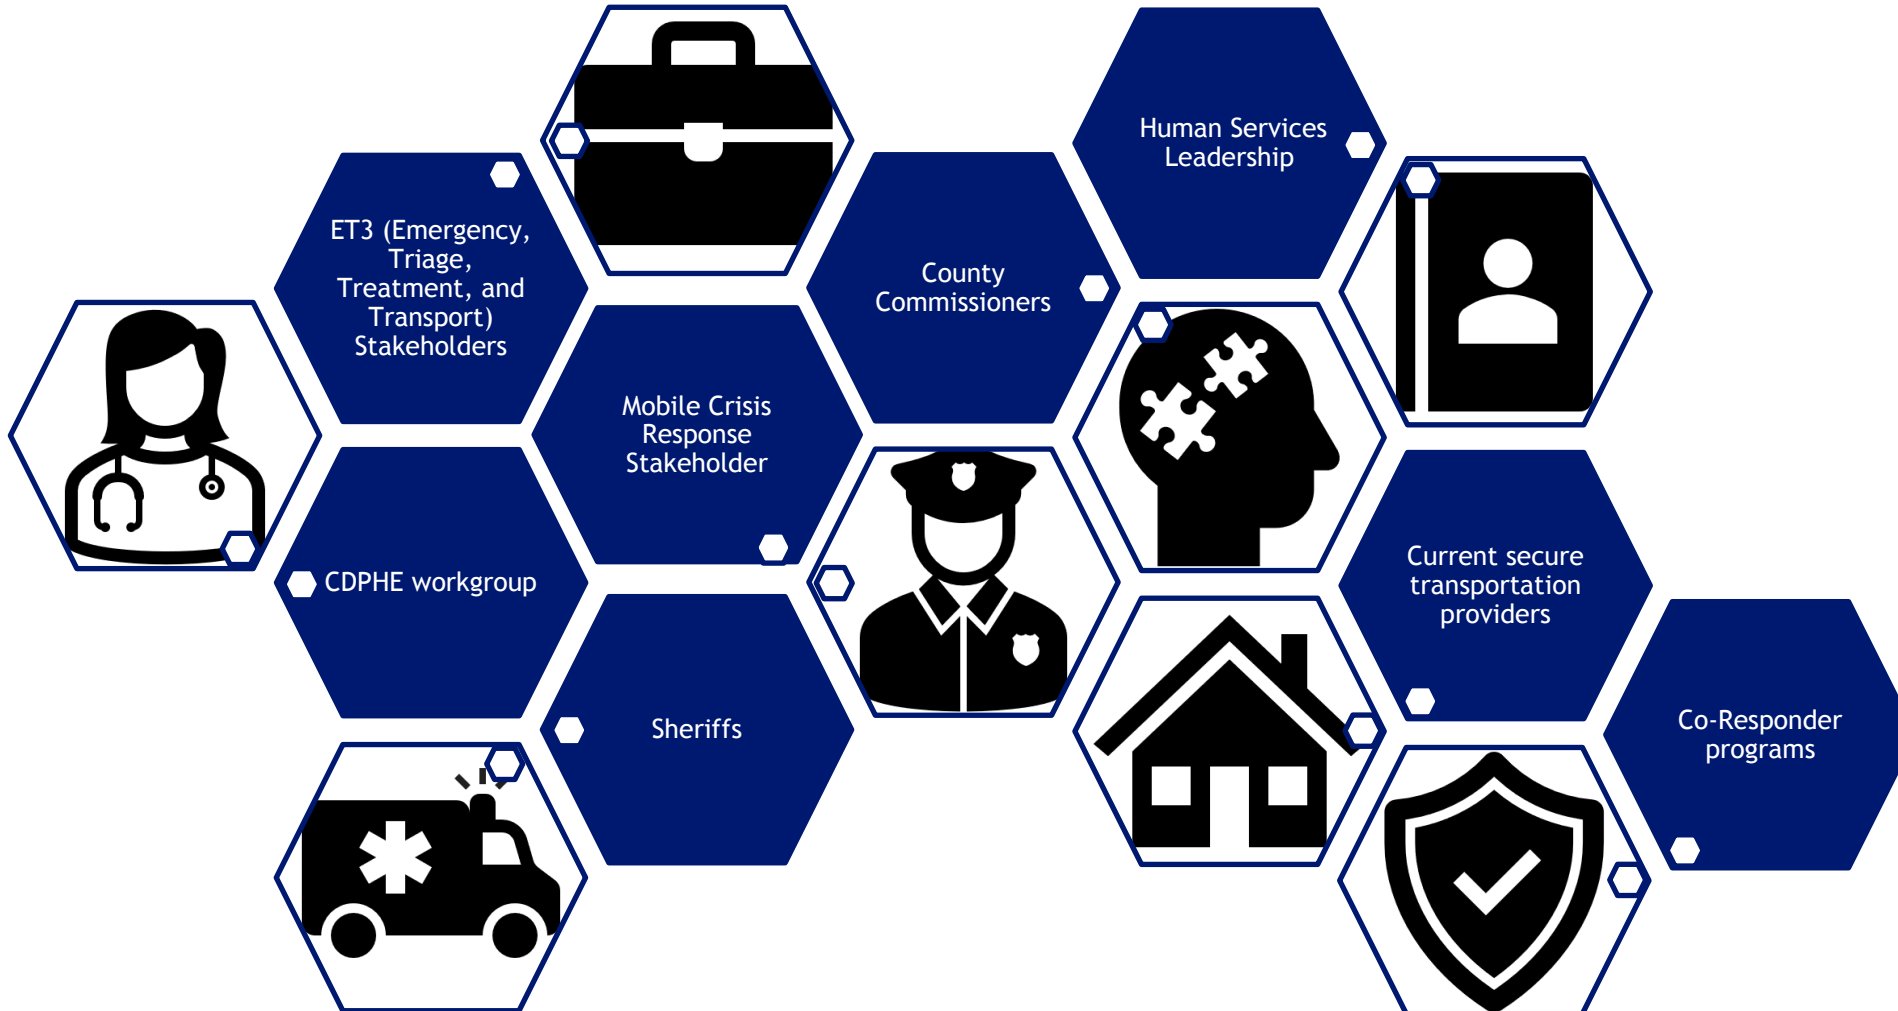 ET3 (Emergency,
Triage,
Treatment, and
Transport)
Stakeholders
CDPHE workgroup
Mobile Crisis
Response
Stakeholder
Sheriffs
County
Commissioners
Human Services
Leadership
Current secure
transportation
providers
Co-Responder
programs